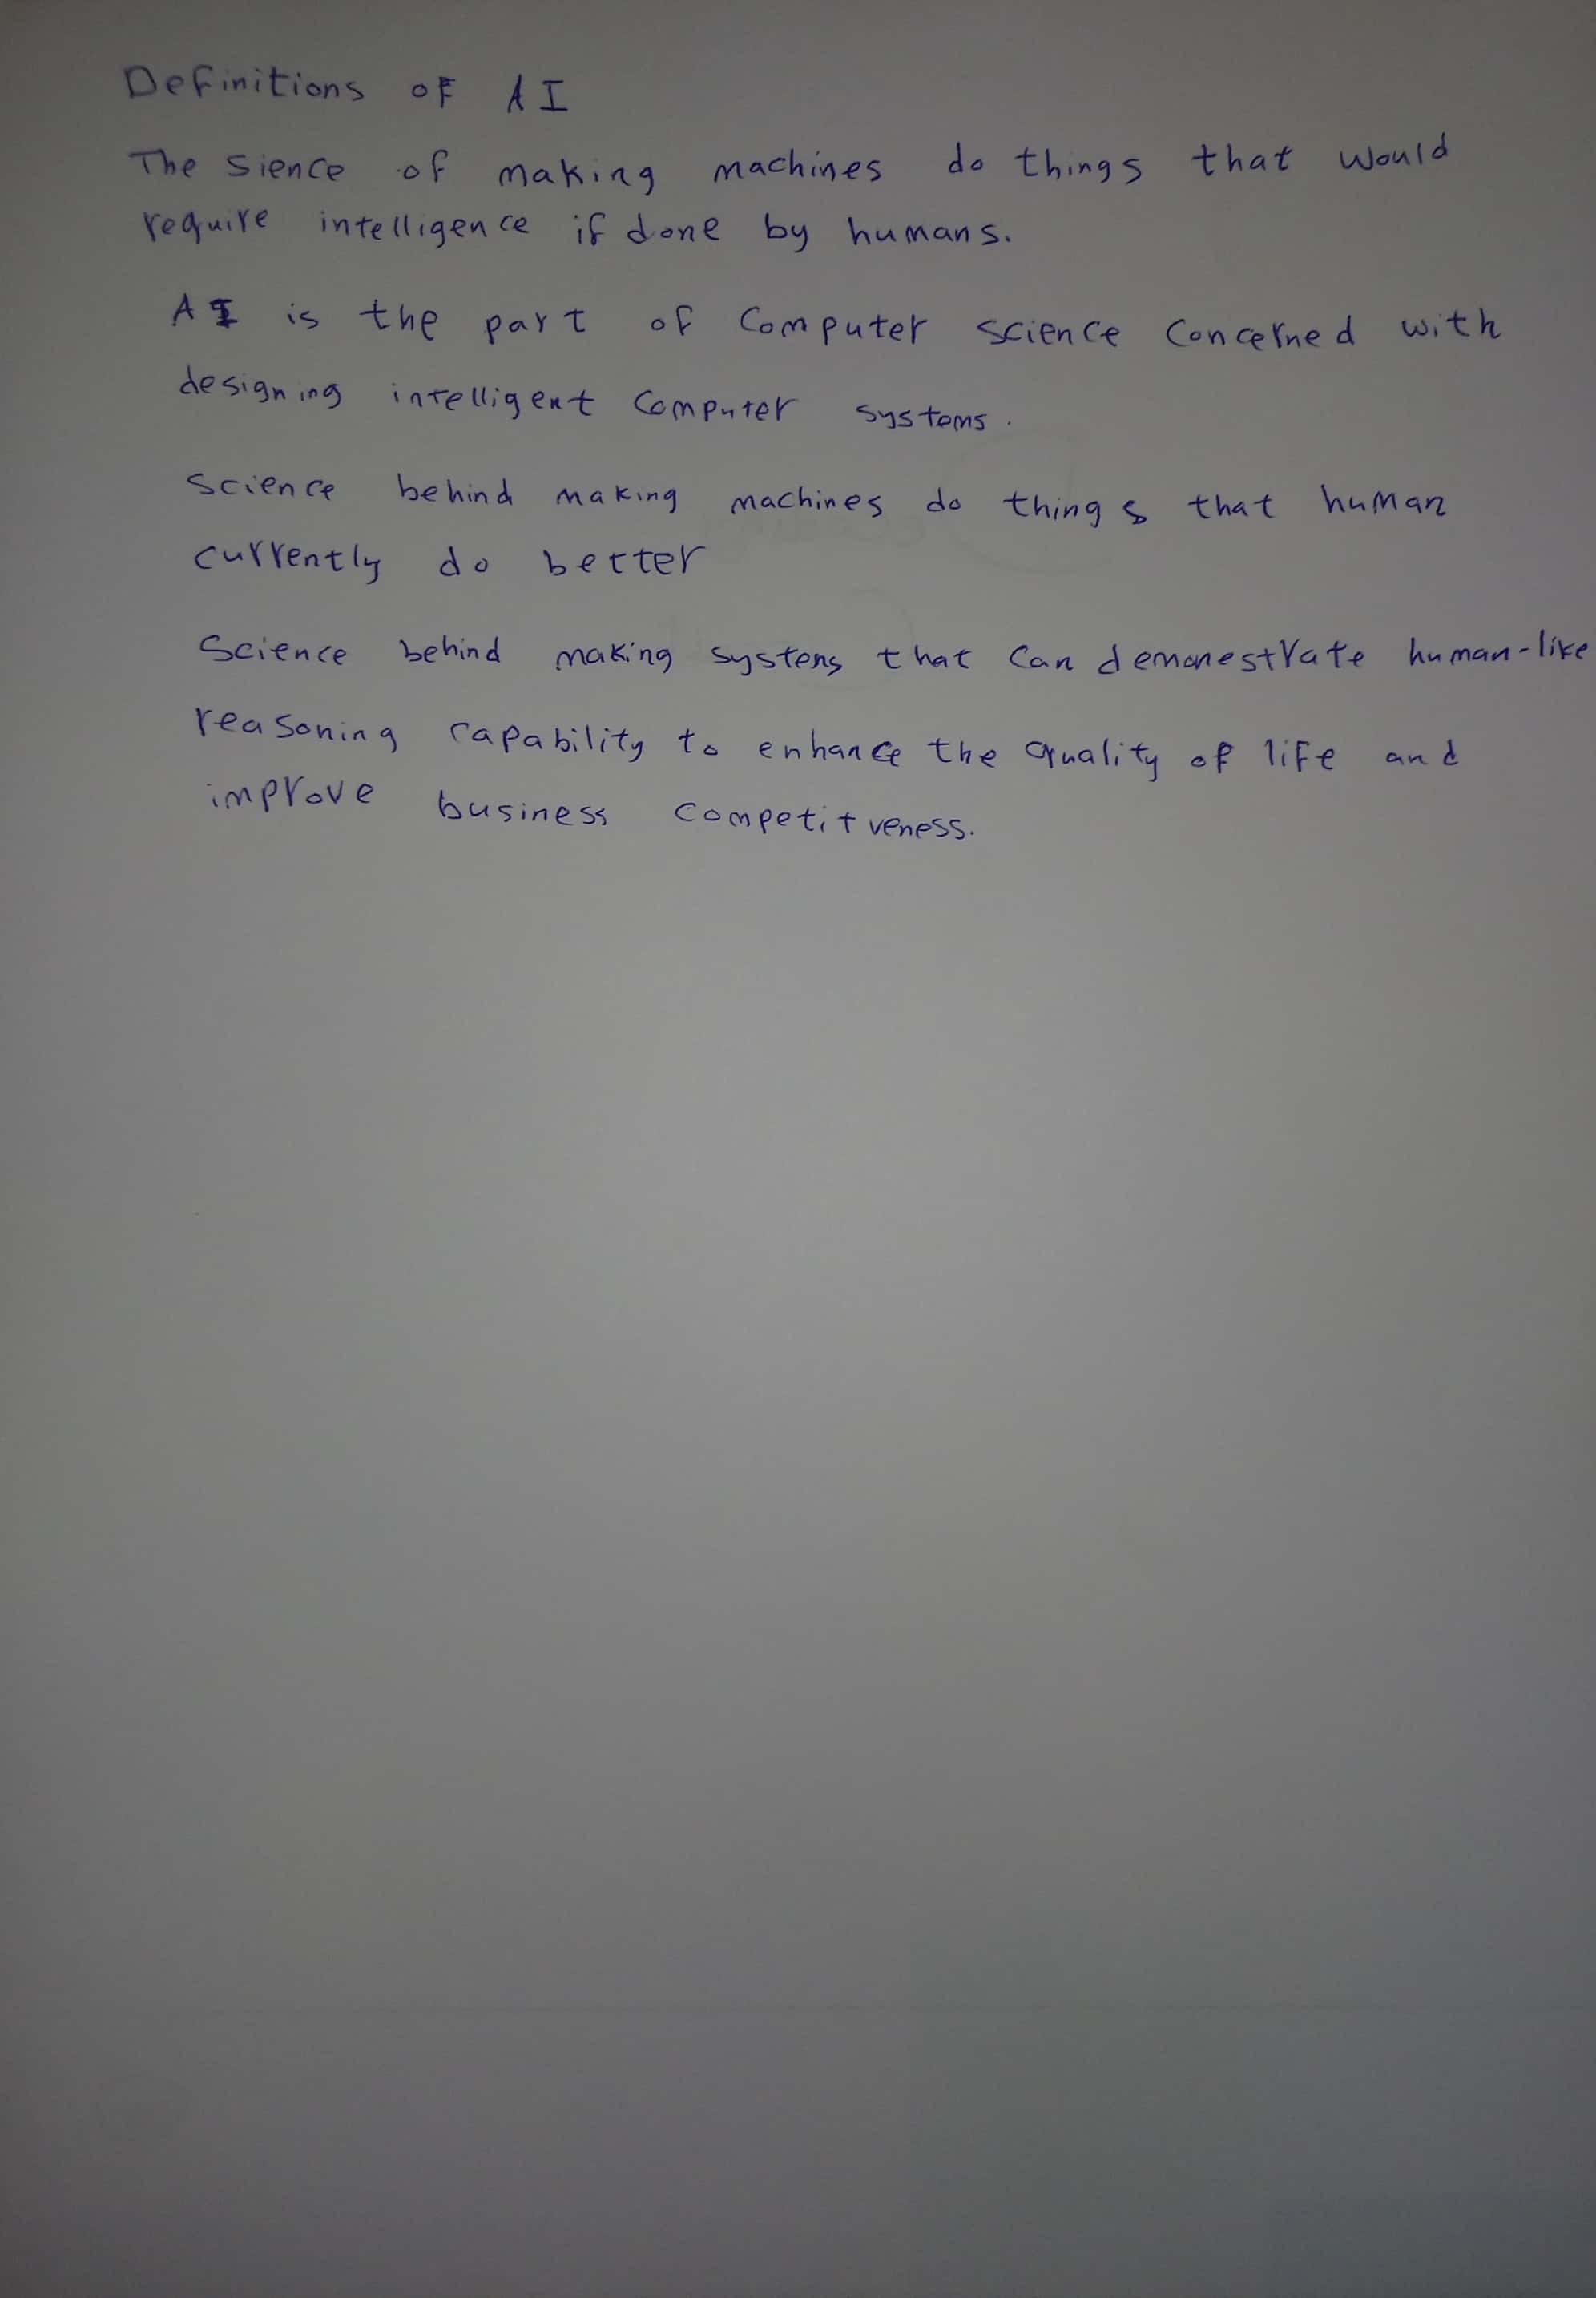 Definitions of AI
The Sience of making machines do things that would
require intelligence if done by humans.
AI is the part of Computer science Concerned with
designing intelligent Computer systems.
Science behind making machines do things that human
currently do better
Science behind making systems that Can demonestrate human-like
reasoning capability to enhance the quality of life and
improve business competitveness.